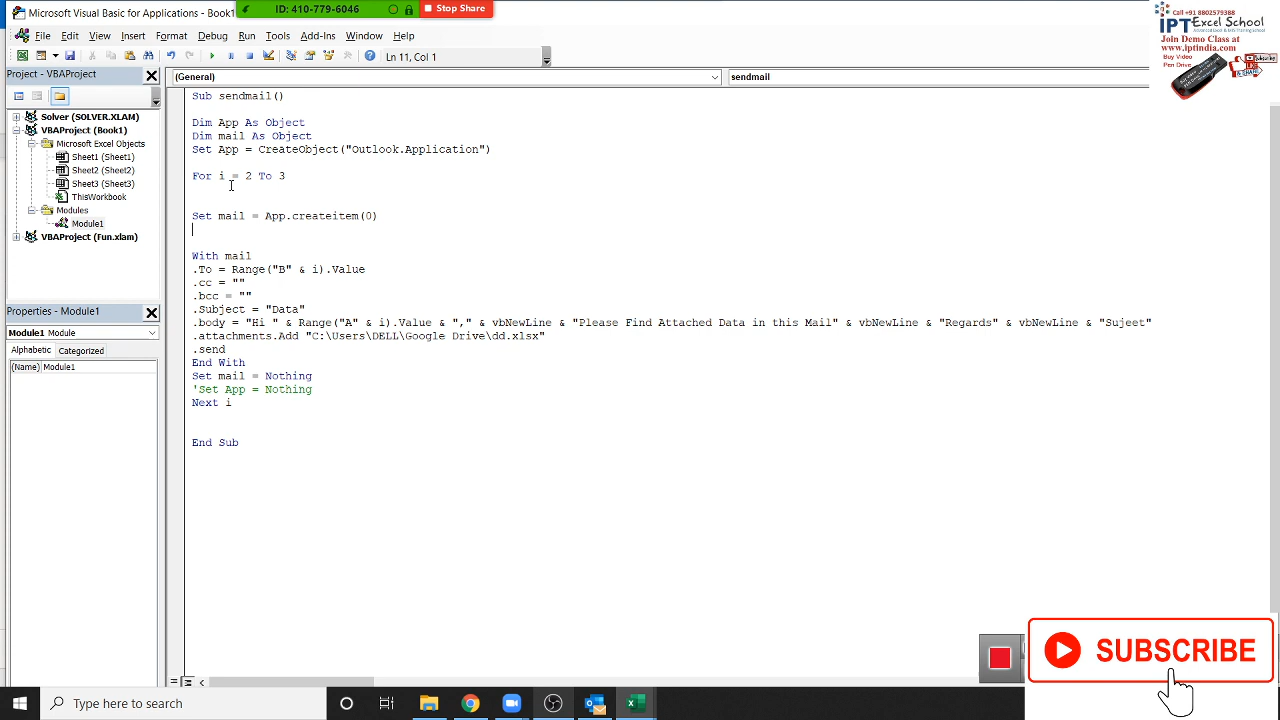 Microsoft Visual Basic for Applications - Book1
ID: 410-779-6046
Stop Share
File Edit View Insert Format Debug Run Tools Add-Ins Window Help
Ln 11, Col 1
Project - VBAProject
Solver (SOLVER.XLAM)
VBAProject (Book1)
Microsoft Excel Objects
Sheet1 (Sheet1)
Sheet2 (Sheet2)
Sheet3 (Sheet3)
ThisWorkbook
Modules
Module1
VBAProject (Fun.xlam)
Properties - Module1
Module1 Module
Alphabetic Categorized
(Name) Module1
(General)
sendmail
Sub sendmail()
Dim App As Object
Dim mail As Object
Set App = CreateObject("Outlook.Application")
For i = 2 To 3
Set mail = App.createitem(0)
With mail
.To = Range("B" & i).Value
.cc = ""
.bcc = ""
.Subject = "Data"
.body = "Hi " & Range("A" & i).Value & "," & vbNewLine & "Please Find Attached Data in this Mail" & vbNewLine & "Regards" & vbNewLine & "Sujeet"
.attachments.Add "C:\Users\DELL\Google Drive\dd.xlsx"
.send
End With
Set mail = Nothing
'Set App = Nothing
Next i
End Sub
Call +91 8802579388
IPT Excel School
Join Demo Class at
www.iptindia.com
Buy Video
Pen Drive
SUBSCRIBE
Type here to search